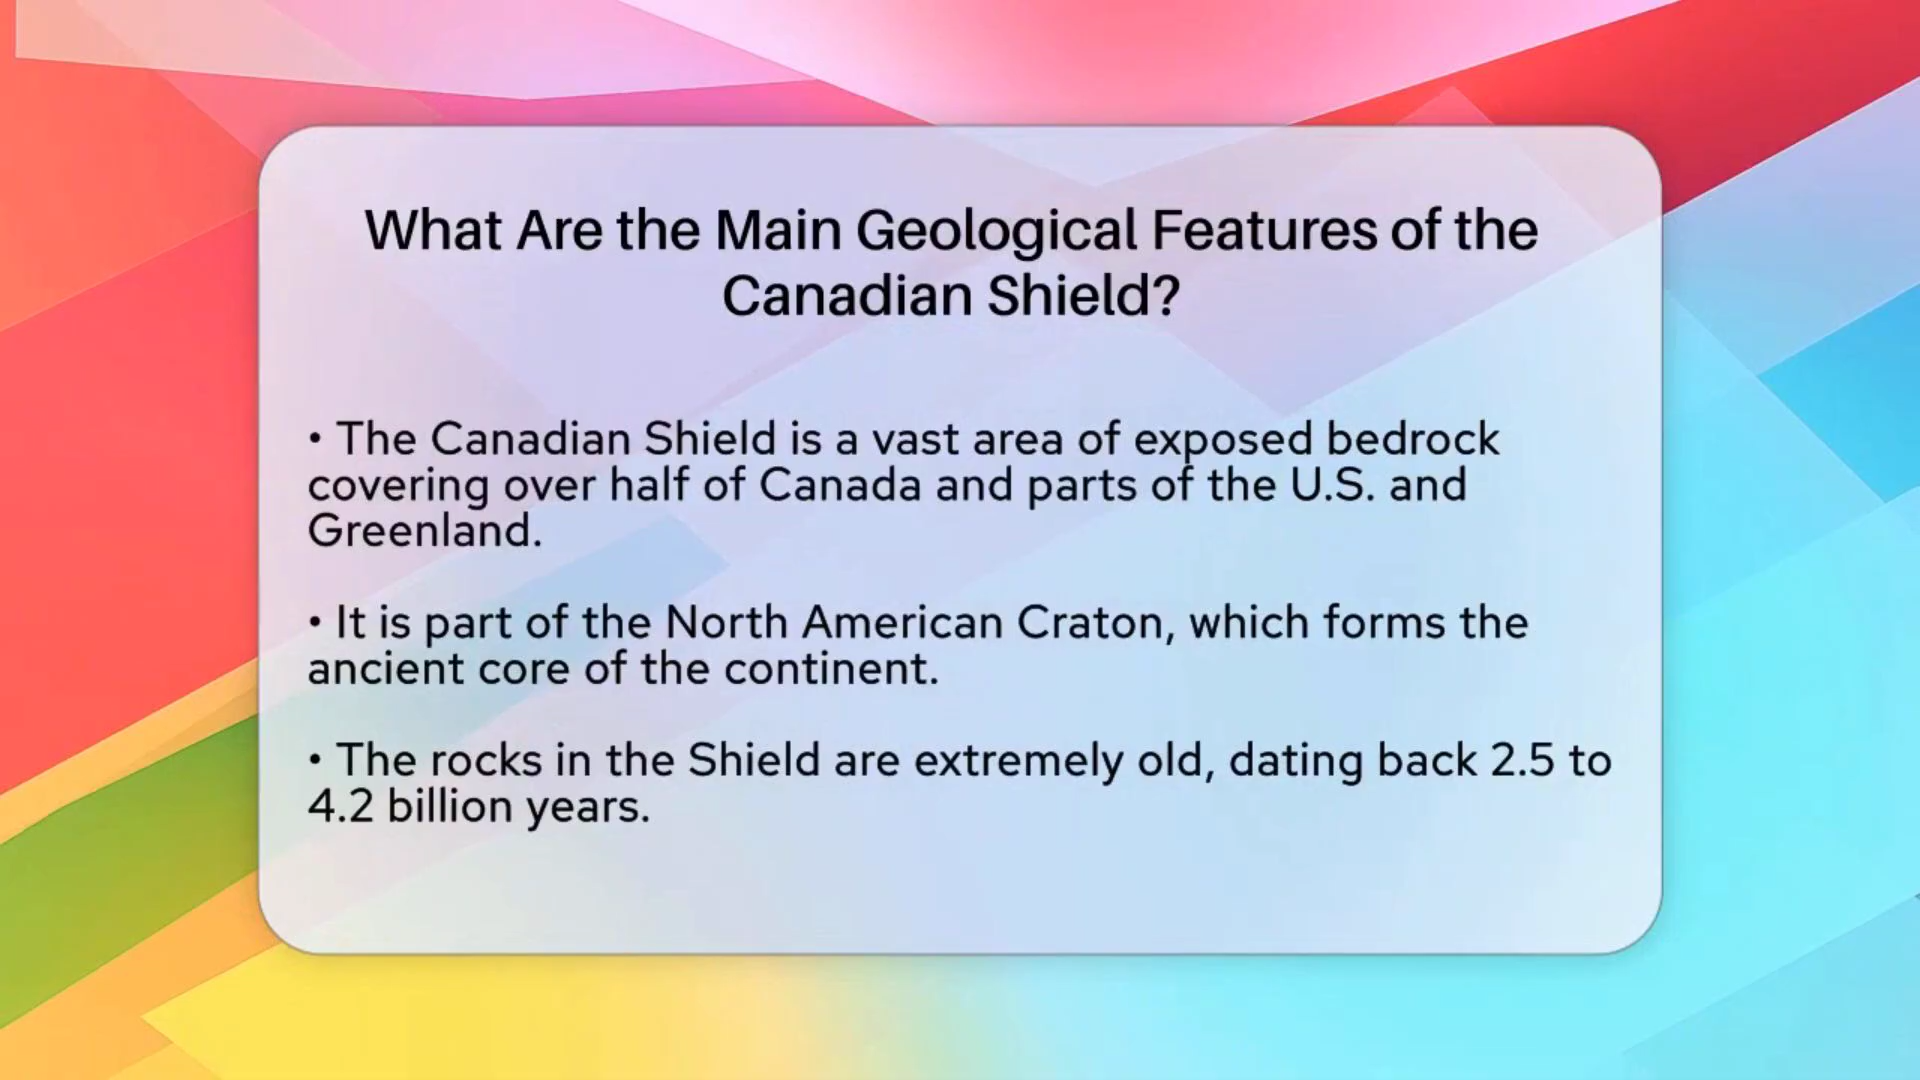 What Are the Main Geological Features of the
Canadian Shield?
• The Canadian Shield is a vast area of exposed bedrock
covering over half of Canada and parts of the U.S. and
Greenland.
• It is part of the North American Craton, which forms the
ancient core of the continent.
• The rocks in the Shield are extremely old, dating back 2.5 to
4.2 billion years.